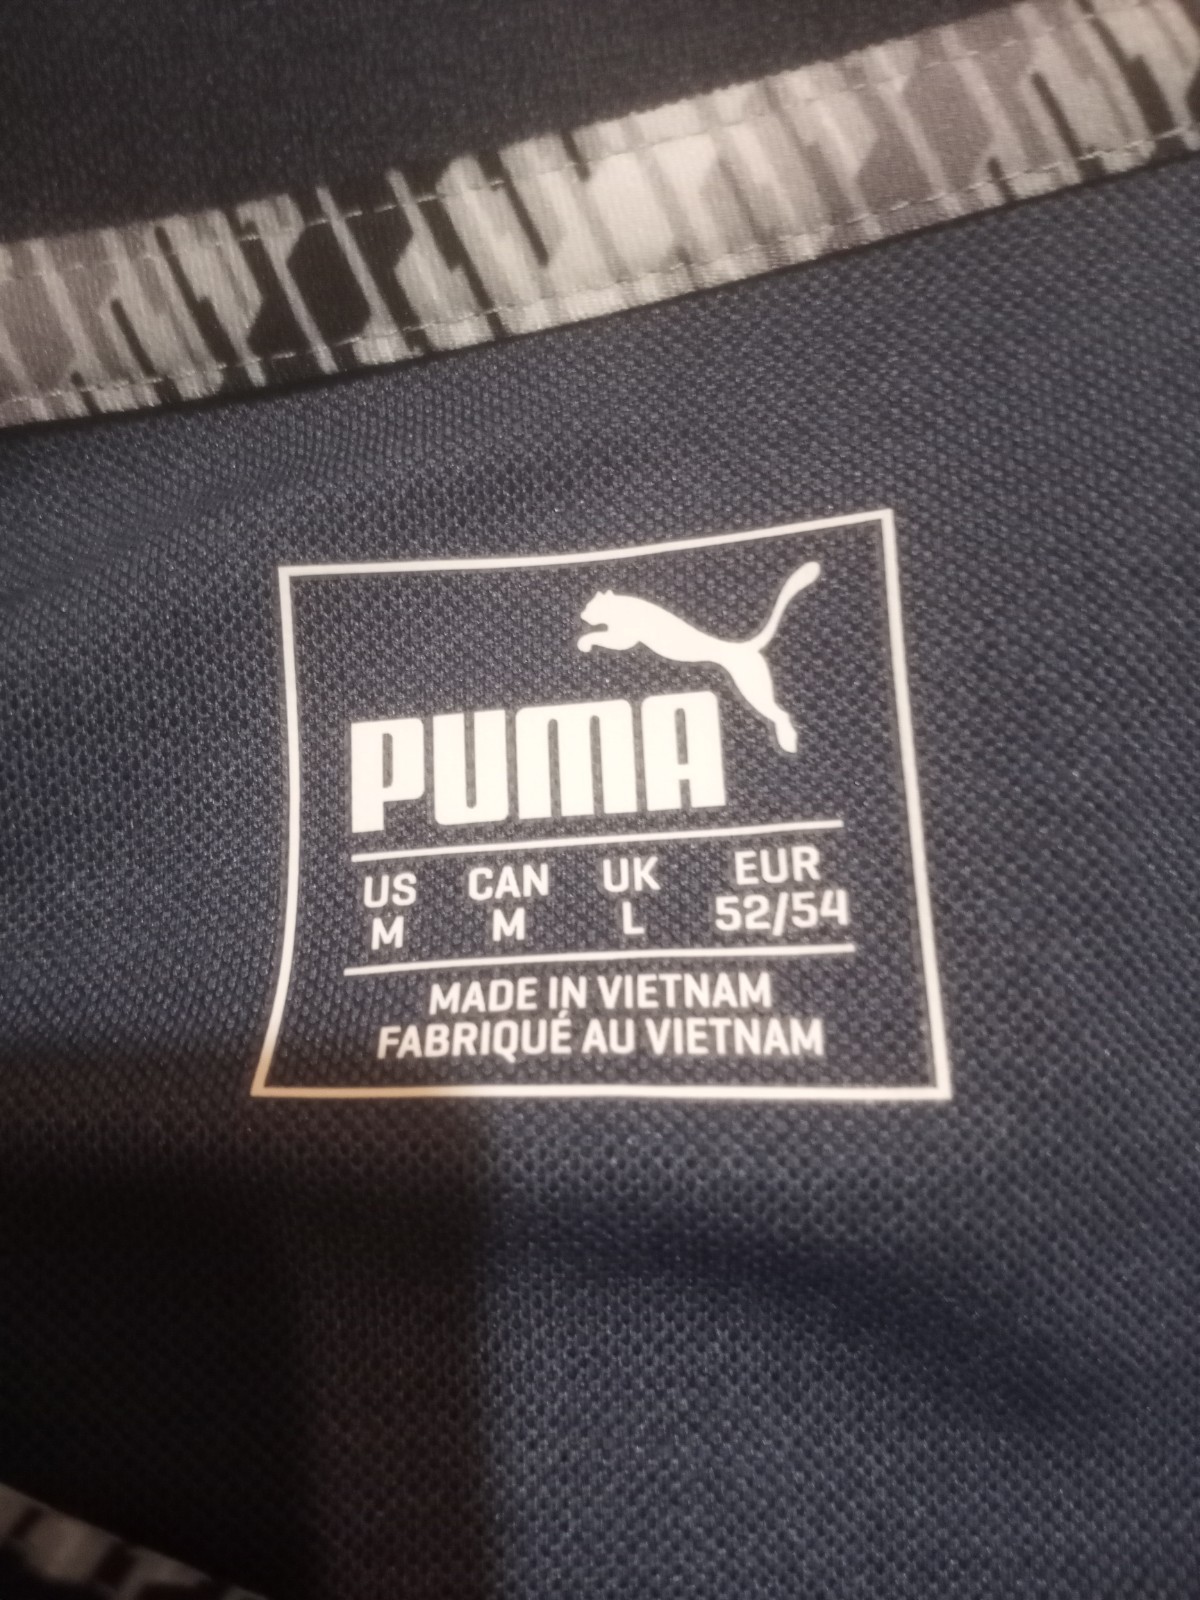 PUMA
US CAN UK EUR
M M L 52/54
MADE IN VIETNAM
FABRIQUÉ AU VIETNAM